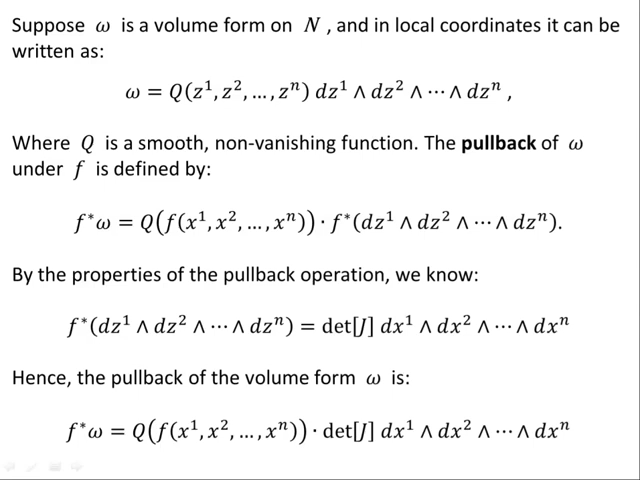 Suppose ω is a volume form on N , and in local coordinates it can be
written as:
ω = Q(z¹, z², …, zⁿ) dz¹ ∧ dz² ∧ ⋯ ∧ dzⁿ ,
Where Q is a smooth, non-vanishing function. The pullback of ω
under f is defined by:
f*ω = Q(f(x¹, x², …, xⁿ)) · f*(dz¹ ∧ dz² ∧ ⋯ ∧ dzⁿ).
By the properties of the pullback operation, we know:
f*(dz¹ ∧ dz² ∧ ⋯ ∧ dzⁿ) = det[J] dx¹ ∧ dx² ∧ ⋯ ∧ dxⁿ
Hence, the pullback of the volume form ω is:
f*ω = Q(f(x¹, x², …, xⁿ)) · det[J] dx¹ ∧ dx² ∧ ⋯ ∧ dxⁿ